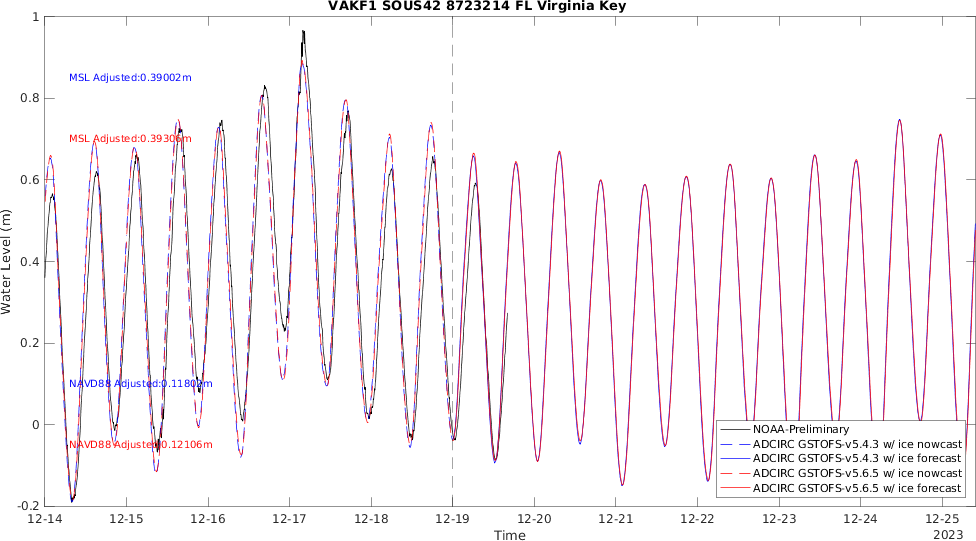 VAKF1 SOUS42 8723214 FL Virginia Key
1
0.8
0.6
0.4
0.2
0
-0.2
Water Level (m)
MSL Adjusted:0.39002m
MSL Adjusted:0.39306m
NAVD88 Adjusted:0.11802m
NAVD88 Adjusted:0.12106m
NOAA-Preliminary
ADCIRC GSTOFS-v5.4.3 w/ ice nowcast
ADCIRC GSTOFS-v5.4.3 w/ ice forecast
ADCIRC GSTOFS-v5.6.5 w/ ice nowcast
ADCIRC GSTOFS-v5.6.5 w/ ice forecast
12-14 12-15 12-16 12-17 12-18 12-19 12-20 12-21 12-22 12-23 12-24 12-25
Time
2023